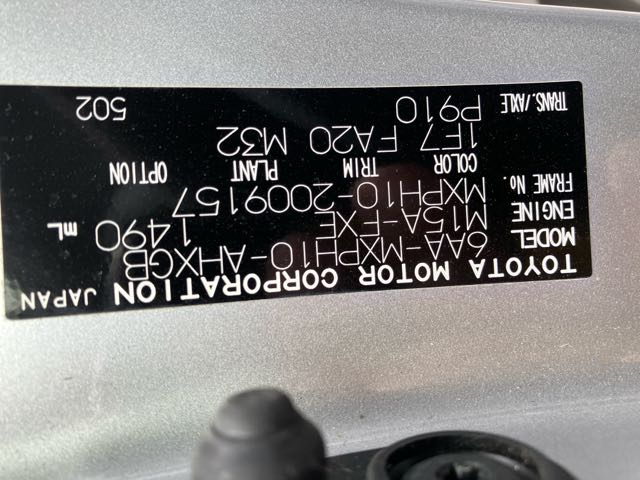 TOYOTA MOTOR CORPORATION JAPAN
MODEL 6AA-MXPH10-AHXGB
ENGINE M15A-FXE 1490 mL
FRAME No. MXPH10-2009157
COLOR TRIM PLANT OPTION
1F7 FA20 M32
TRANS./AXLE P910 502